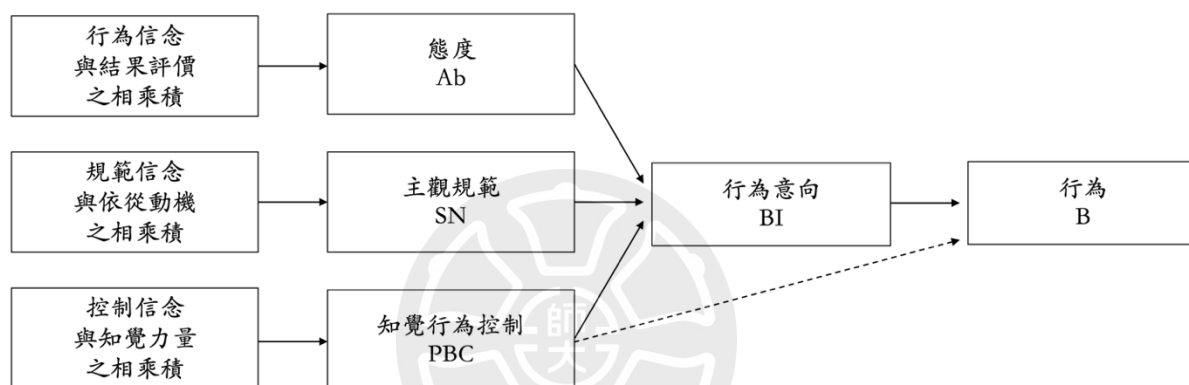 行為信念
與結果評價
之相乘積
態度
Ab
規範信念
與依從動機
之相乘積
主觀規範
SN
行為意向
BI
行為
B
控制信念
與知覺力量
之相乘積
知覺行為控制
PBC
師大